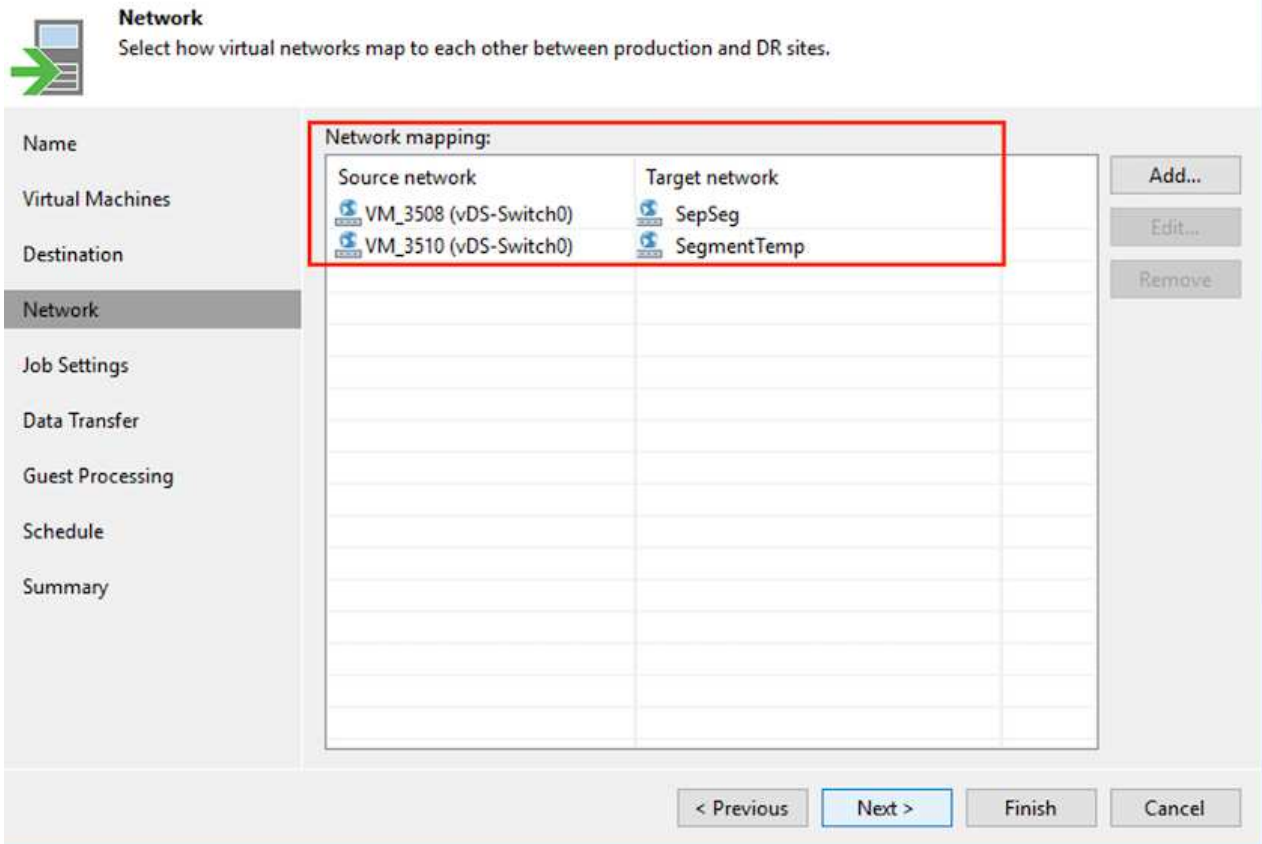 Network
Select how virtual networks map to each other between production and DR sites.
Name
Virtual Machines
Destination
Network
Job Settings
Data Transfer
Guest Processing
Schedule
Summary
Network mapping:
Source network Target network
VM_3508 (vDS-Switch0) SepSeg
VM_3510 (vDS-Switch0) SegmentTemp
Add...
Edit...
Remove
< Previous Next > Finish Cancel